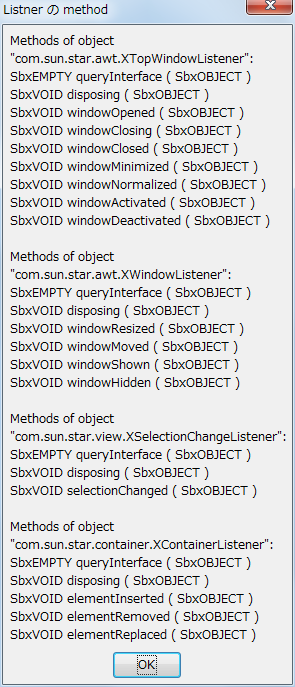 Listner の method
Methods of object
"com.sun.star.awt.XTopWindowListener":
SbxEMPTY queryInterface ( SbxOBJECT )
SbxVOID disposing ( SbxOBJECT )
SbxVOID windowOpened ( SbxOBJECT )
SbxVOID windowClosing ( SbxOBJECT )
SbxVOID windowClosed ( SbxOBJECT )
SbxVOID windowMinimized ( SbxOBJECT )
SbxVOID windowNormalized ( SbxOBJECT )
SbxVOID windowActivated ( SbxOBJECT )
SbxVOID windowDeactivated ( SbxOBJECT )
Methods of object
"com.sun.star.awt.XWindowListener":
SbxEMPTY queryInterface ( SbxOBJECT )
SbxVOID disposing ( SbxOBJECT )
SbxVOID windowResized ( SbxOBJECT )
SbxVOID windowMoved ( SbxOBJECT )
SbxVOID windowShown ( SbxOBJECT )
SbxVOID windowHidden ( SbxOBJECT )
Methods of object
"com.sun.star.view.XSelectionChangeListener":
SbxEMPTY queryInterface ( SbxOBJECT )
SbxVOID disposing ( SbxOBJECT )
SbxVOID selectionChanged ( SbxOBJECT )
Methods of object
"com.sun.star.container.XContainerListener":
SbxEMPTY queryInterface ( SbxOBJECT )
SbxVOID disposing ( SbxOBJECT )
SbxVOID elementInserted ( SbxOBJECT )
SbxVOID elementRemoved ( SbxOBJECT )
SbxVOID elementReplaced ( SbxOBJECT )
OK